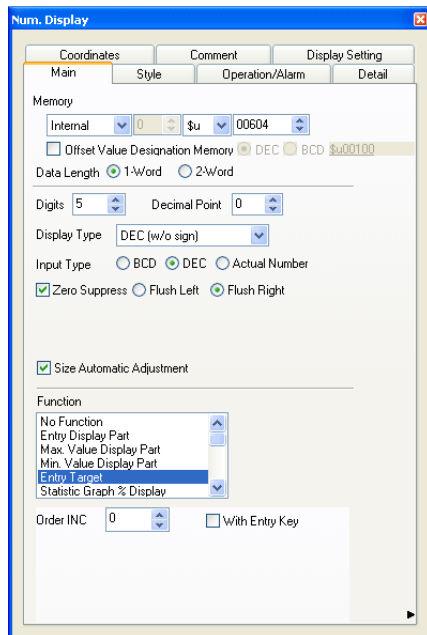 Num. Display
Coordinates Comment Display Setting
Main Style Operation/Alarm Detail
Memory
Internal 0 $u 00604
Offset Value Designation Memory DEC BCD $u00100
Data Length 1-Word 2-Word
Digits 5 Decimal Point 0
Display Type DEC (w/o sign)
Input Type BCD DEC Actual Number
Zero Suppress Flush Left Flush Right
Size Automatic Adjustment
Function
No Function
Entry Display Part
Max. Value Display Part
Min. Value Display Part
Entry Target
Statistic Graph % Display
Order INC 0 With Entry Key